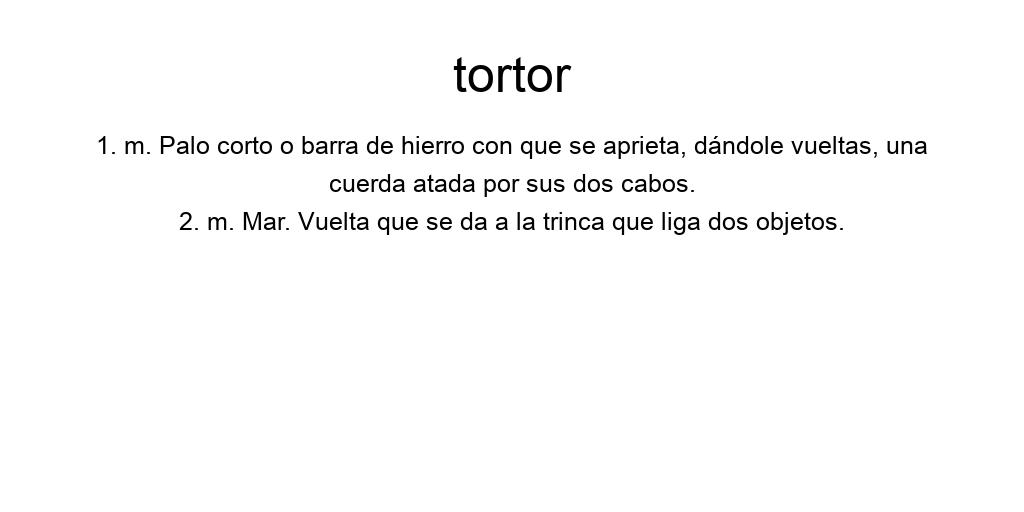 tortor
1. m. Palo corto o barra de hierro con que se aprieta, dándole vueltas, una
cuerda atada por sus dos cabos.
2. m. Mar. Vuelta que se da a la trinca que liga dos objetos.